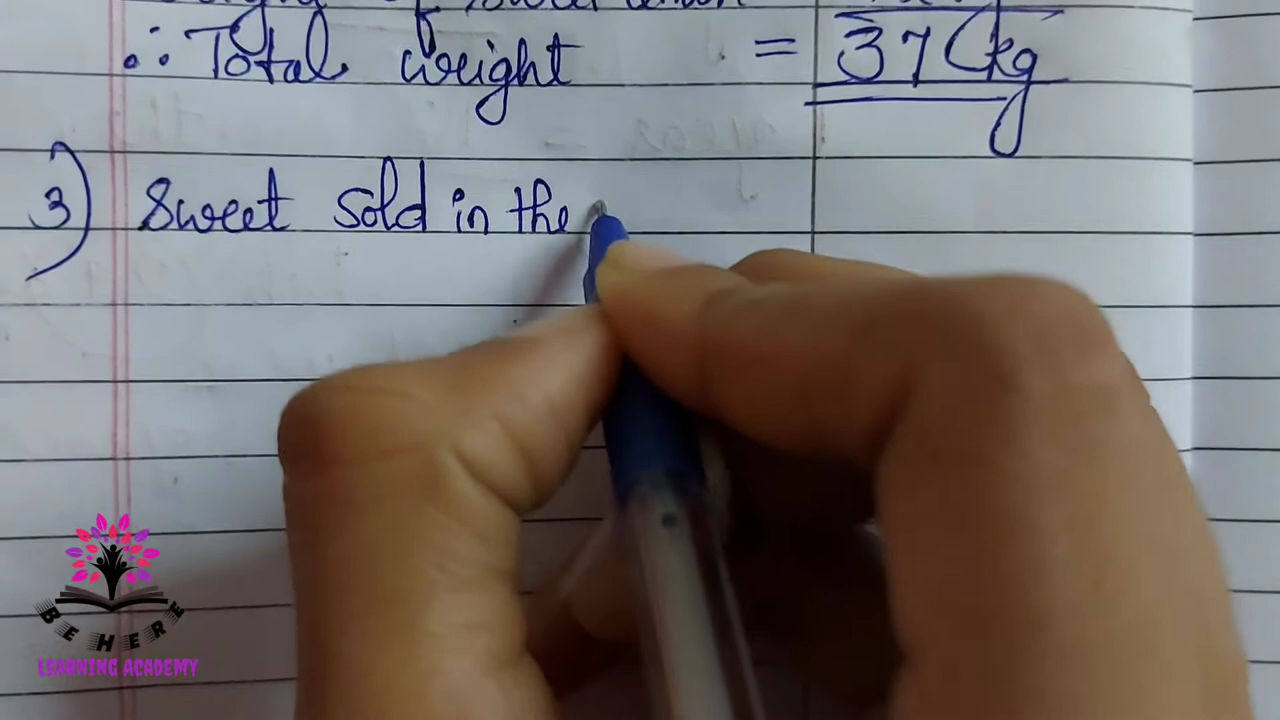 ∴ Total weight = 37 kg
3) Sweet sold in the
BE HERE
LEARNING ACADEMY